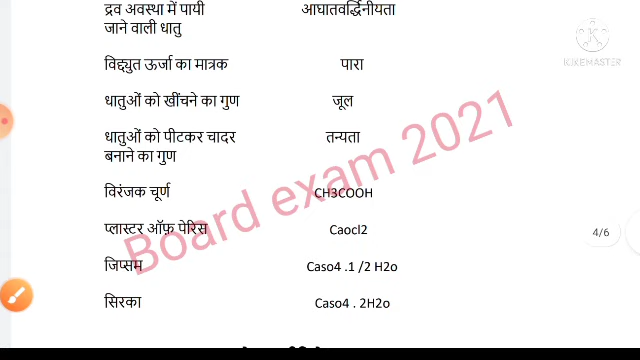 द्रव अवस्था में पायी आघातवर्द्धिनीयता
जाने वाली धातु
विद्द्युत ऊर्जा का मात्रक पारा
धातुओं को खींचने का गुण जूल
धातुओं को पीटकर चादर तन्यता
बनाने का गुण
विरंजक चूर्ण CH3COOH
प्लास्टर ऑफ़ पेरिस Caocl2
जिप्सम Caso4 .1 /2 H2o
सिरका Caso4 . 2H2o
Board exam 2021
KINEMASTER
4/6